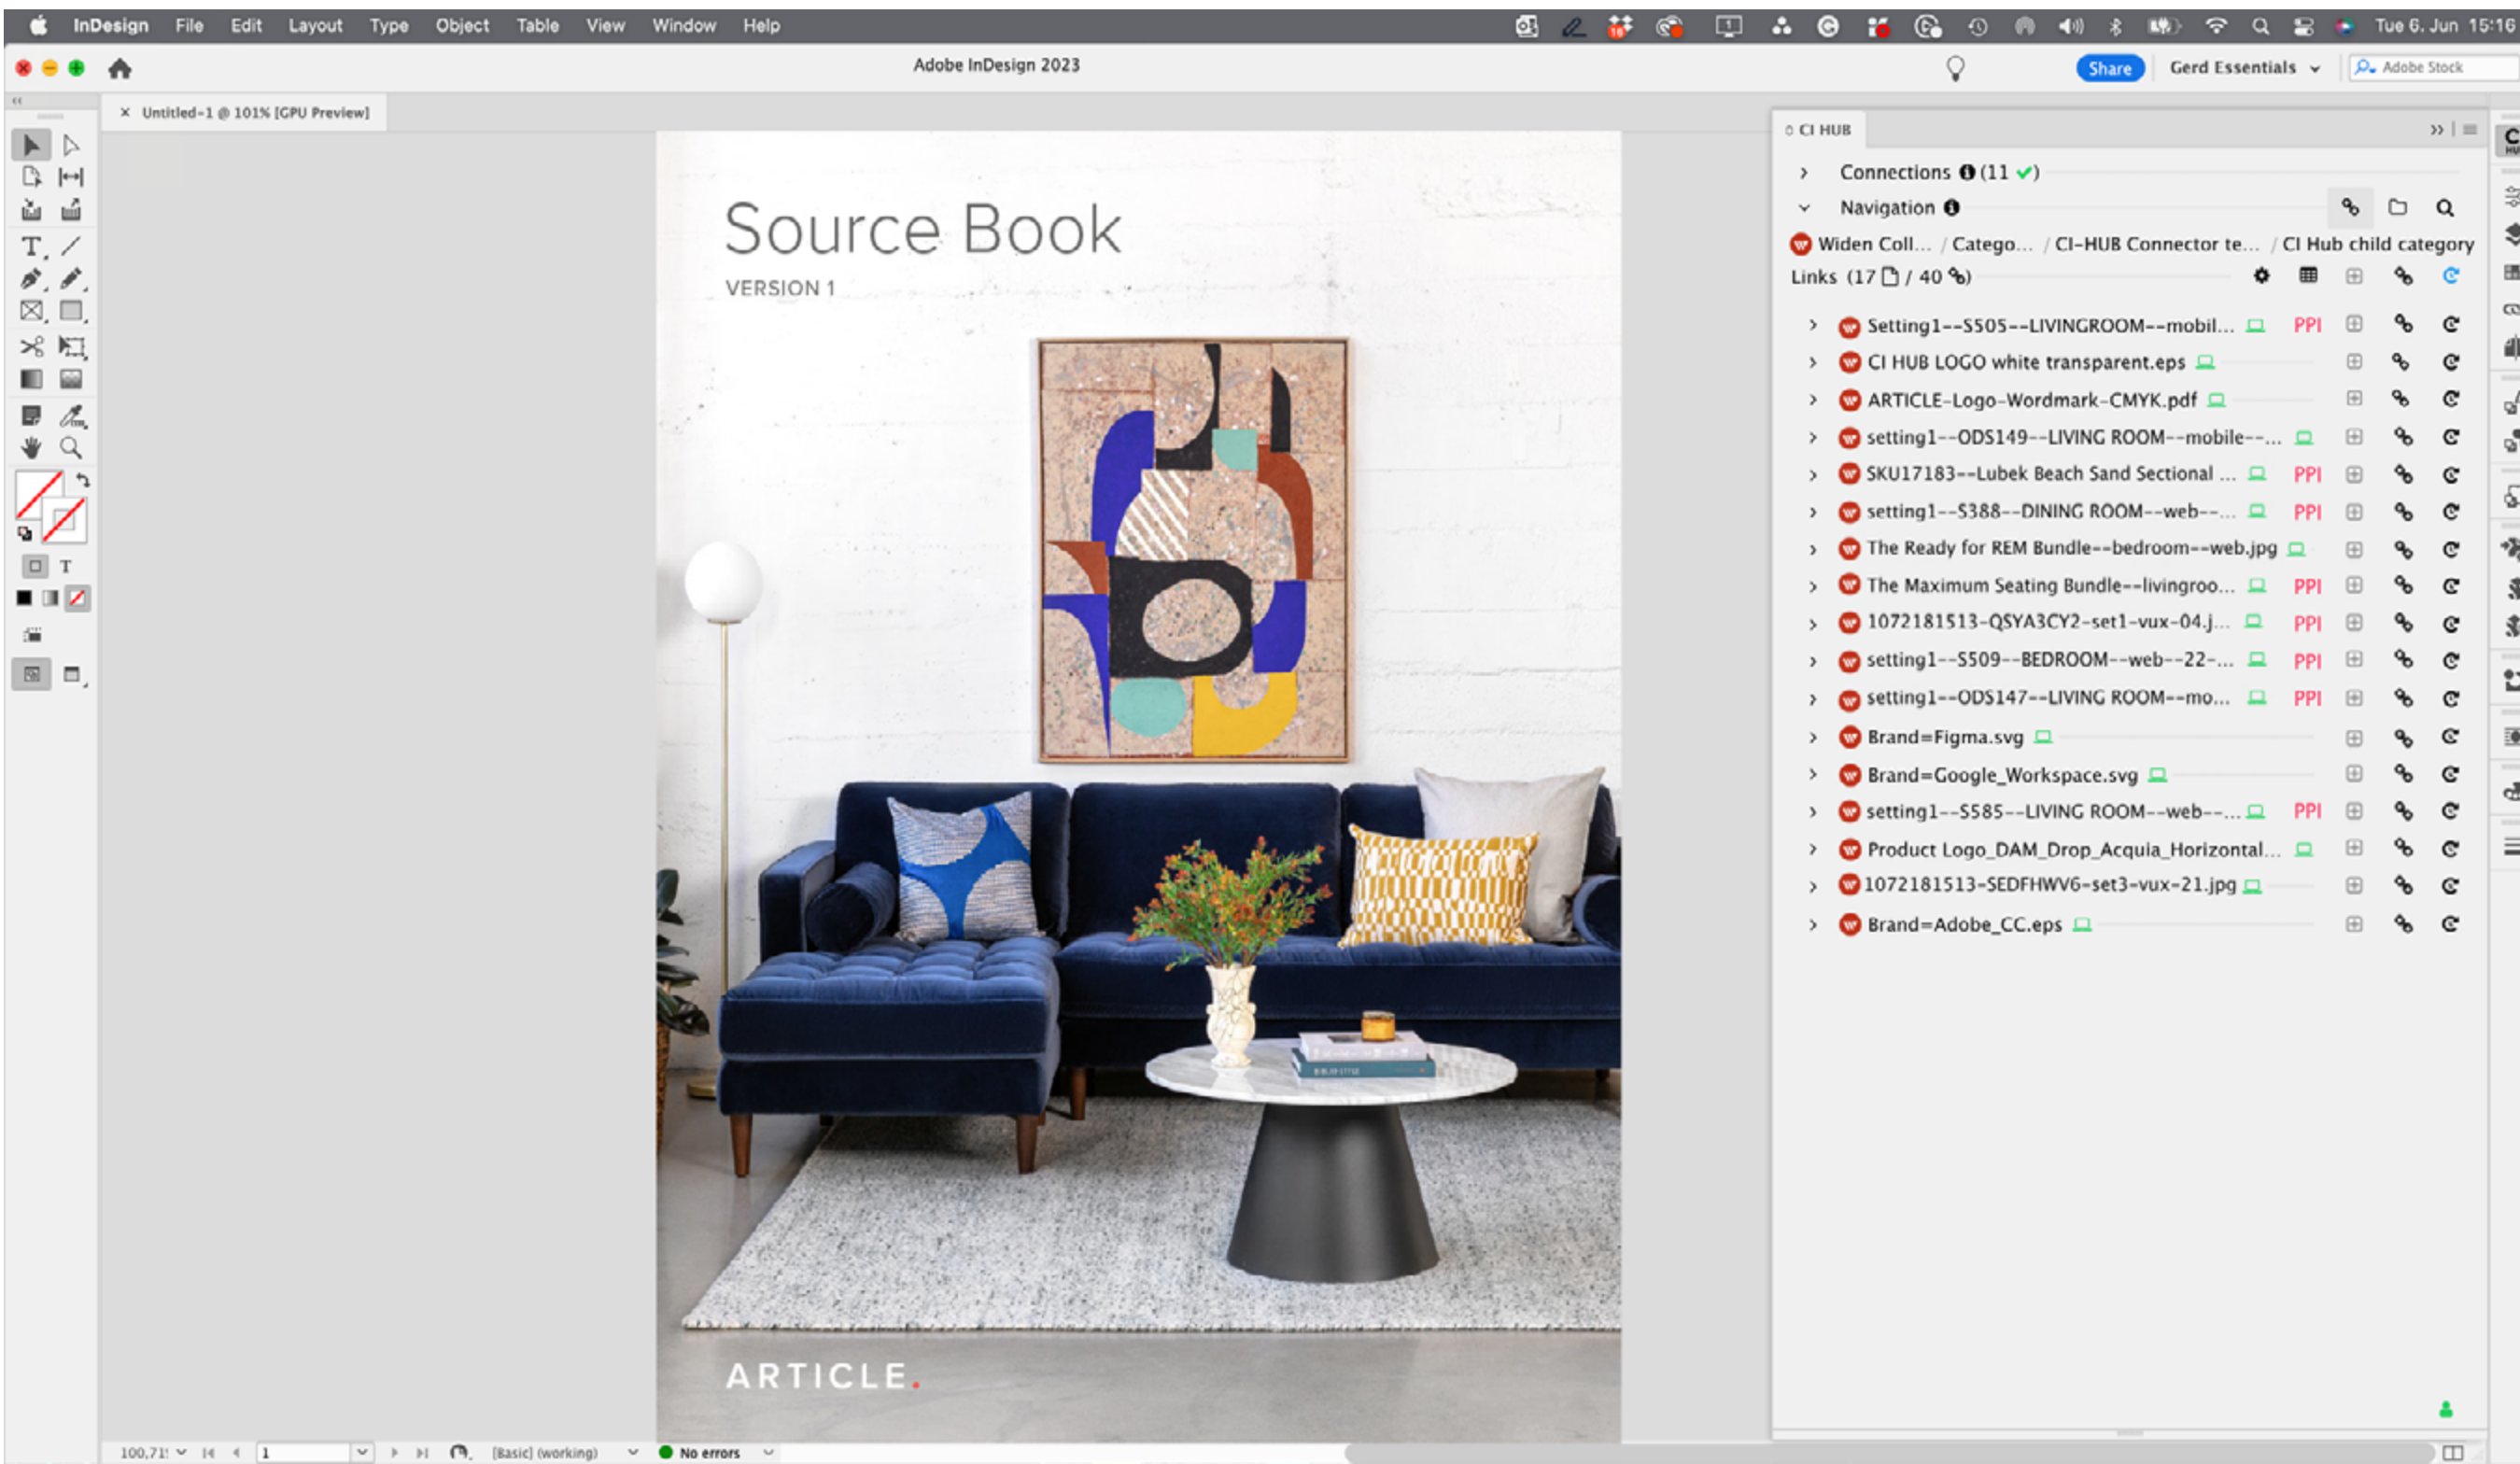 InDesign File Edit Layout Type Object Table View Window Help
Tue 6. Jun 15:16
Adobe InDesign 2023
Share
Gerd Essentials
Adobe Stock
× Untitled-1 @ 101% [GPU Preview]
Source Book
VERSION 1
ARTICLE.
CI HUB
Connections (11 ✓)
Navigation
Widen Coll... / Catego... / CI-HUB Connector te... / CI Hub child category
Links (17 / 40)
Setting1--S505--LIVINGROOM--mobil... PPI
CI HUB LOGO white transparent.eps
ARTICLE-Logo-Wordmark-CMYK.pdf
setting1--ODS149--LIVING ROOM--mobile--...
SKU17183--Lubek Beach Sand Sectional ... PPI
setting1--S388--DINING ROOM--web--... PPI
The Ready for REM Bundle--bedroom--web.jpg
The Maximum Seating Bundle--livingroo... PPI
1072181513-QSYA3CY2-set1-vux-04.j... PPI
setting1--S509--BEDROOM--web--22-... PPI
setting1--ODS147--LIVING ROOM--mo... PPI
Brand=Figma.svg
Brand=Google_Workspace.svg
setting1--S585--LIVING ROOM--web--... PPI
Product Logo_DAM_Drop_Acquia_Horizontal...
1072181513-SEDFHWV6-set3-vux-21.jpg
Brand=Adobe_CC.eps
1
[Basic] (working)
No errors